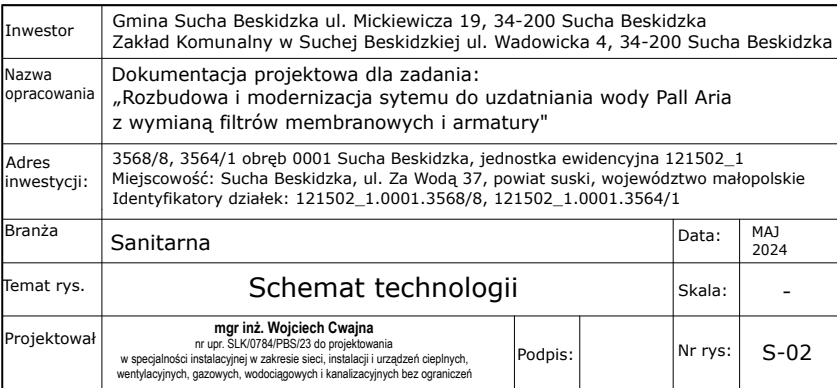 Inwestor
Gmina Sucha Beskidzka ul. Mickiewicza 19, 34-200 Sucha Beskidzka
Zakład Komunalny w Suchej Beskidzkiej ul. Wadowicka 4, 34-200 Sucha Beskidzka
Nazwa
opracowania
Dokumentacja projektowa dla zadania:
„Rozbudowa i modernizacja sytemu do uzdatniania wody Pall Aria
z wymianą filtrów membranowych i armatury"
Adres
inwestycji:
3568/8, 3564/1 obręb 0001 Sucha Beskidzka, jednostka ewidencyjna 121502_1
Miejscowość: Sucha Beskidzka, ul. Za Wodą 37, powiat suski, województwo małopolskie
Identyfikatory działek: 121502_1.0001.3568/8, 121502_1.0001.3564/1
Branża
Sanitarna
Data:
MAJ
2024
Temat rys.
Schemat technologii
Skala:
-
Projektował
mgr inż. Wojciech Cwajna
nr upr. SLK/0784/PBS/23 do projektowania
w specjalności instalacyjnej w zakresie sieci, instalacji i urządzeń cieplnych,
wentylacyjnych, gazowych, wodociągowych i kanalizacyjnych bez ograniczeń
Podpis:
Nr rys:
S-02